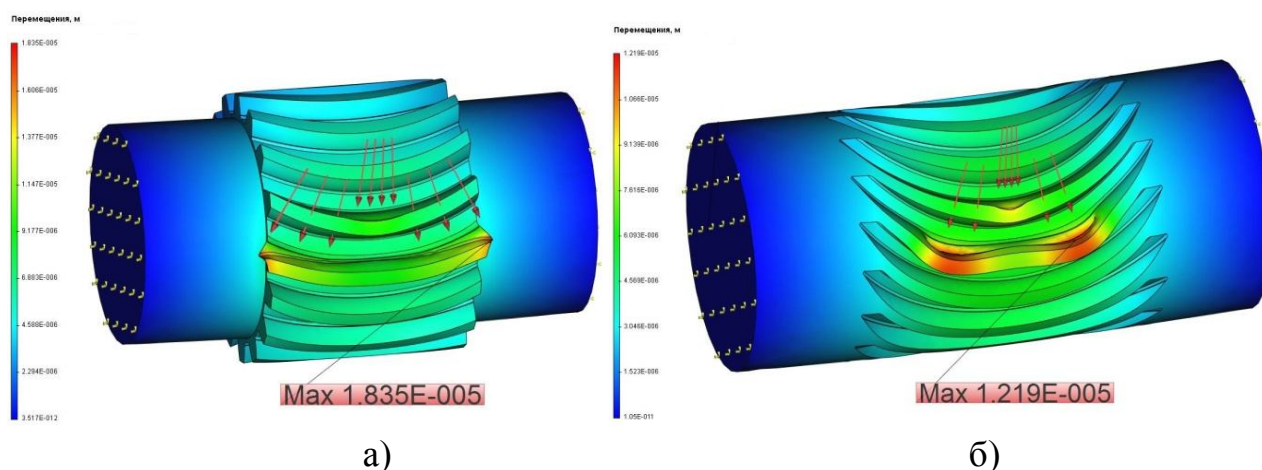 Перемещения, м
1.835E-005
1.606E-005
1.377E-005
1.147E-005
9.177E-006
6.883E-006
4.588E-006
2.294E-006
3.517E-012
Max 1.835E-005
а)
Перемещения, м
1.219E-005
1.066E-005
9.139E-006
7.616E-006
6.093E-006
4.569E-006
3.046E-006
1.523E-006
1.05E-011
Max 1.219E-005
б)